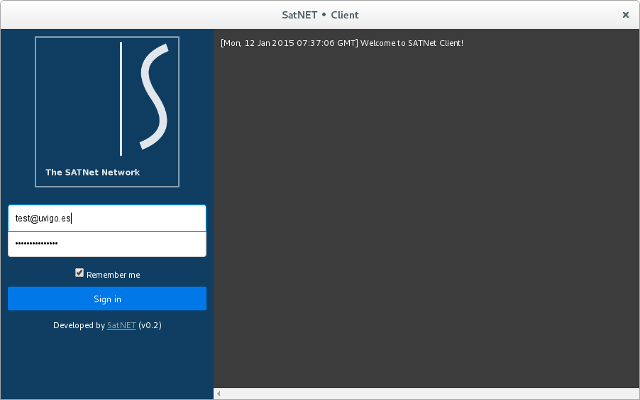 SatNET • Client
The SATNet Network
test@uvigo.es
•••••••••••••••
Remember me
Sign in
Developed by SatNET (v0.2)
[Mon, 12 Jan 2015 07:37:06 GMT] Welcome to SATNet Client!